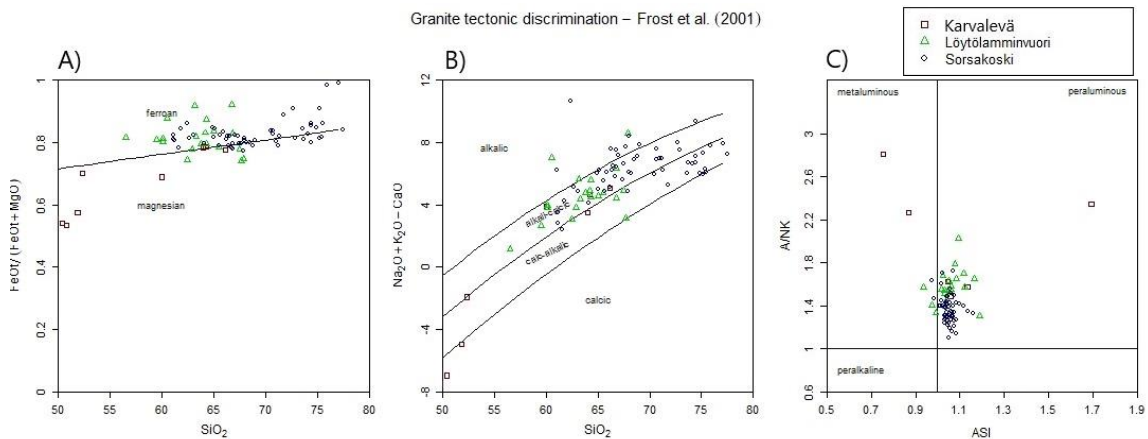 Granite tectonic discrimination – Frost et al. (2001)
Karvalevä
Löytölamminvuori
Sorsakoski
A)
FeOt/(FeOt+MgO)
1
0.8
0.6
0.4
0.2
0
ferroan
magnesian
50 55 60 65 70 75 80
SiO2
B)
Na2O + K2O – CaO
12
8
4
0
-4
-8
alkalic
alkali-calcic
calc-alkalic
calcic
50 55 60 65 70 75 80
SiO2
C)
A/NK
3
2.6
2.2
1.8
1.4
1
0.6
metaluminous peraluminous
peralkaline
0.5 0.7 0.9 1.1 1.3 1.5 1.7 1.9
ASI